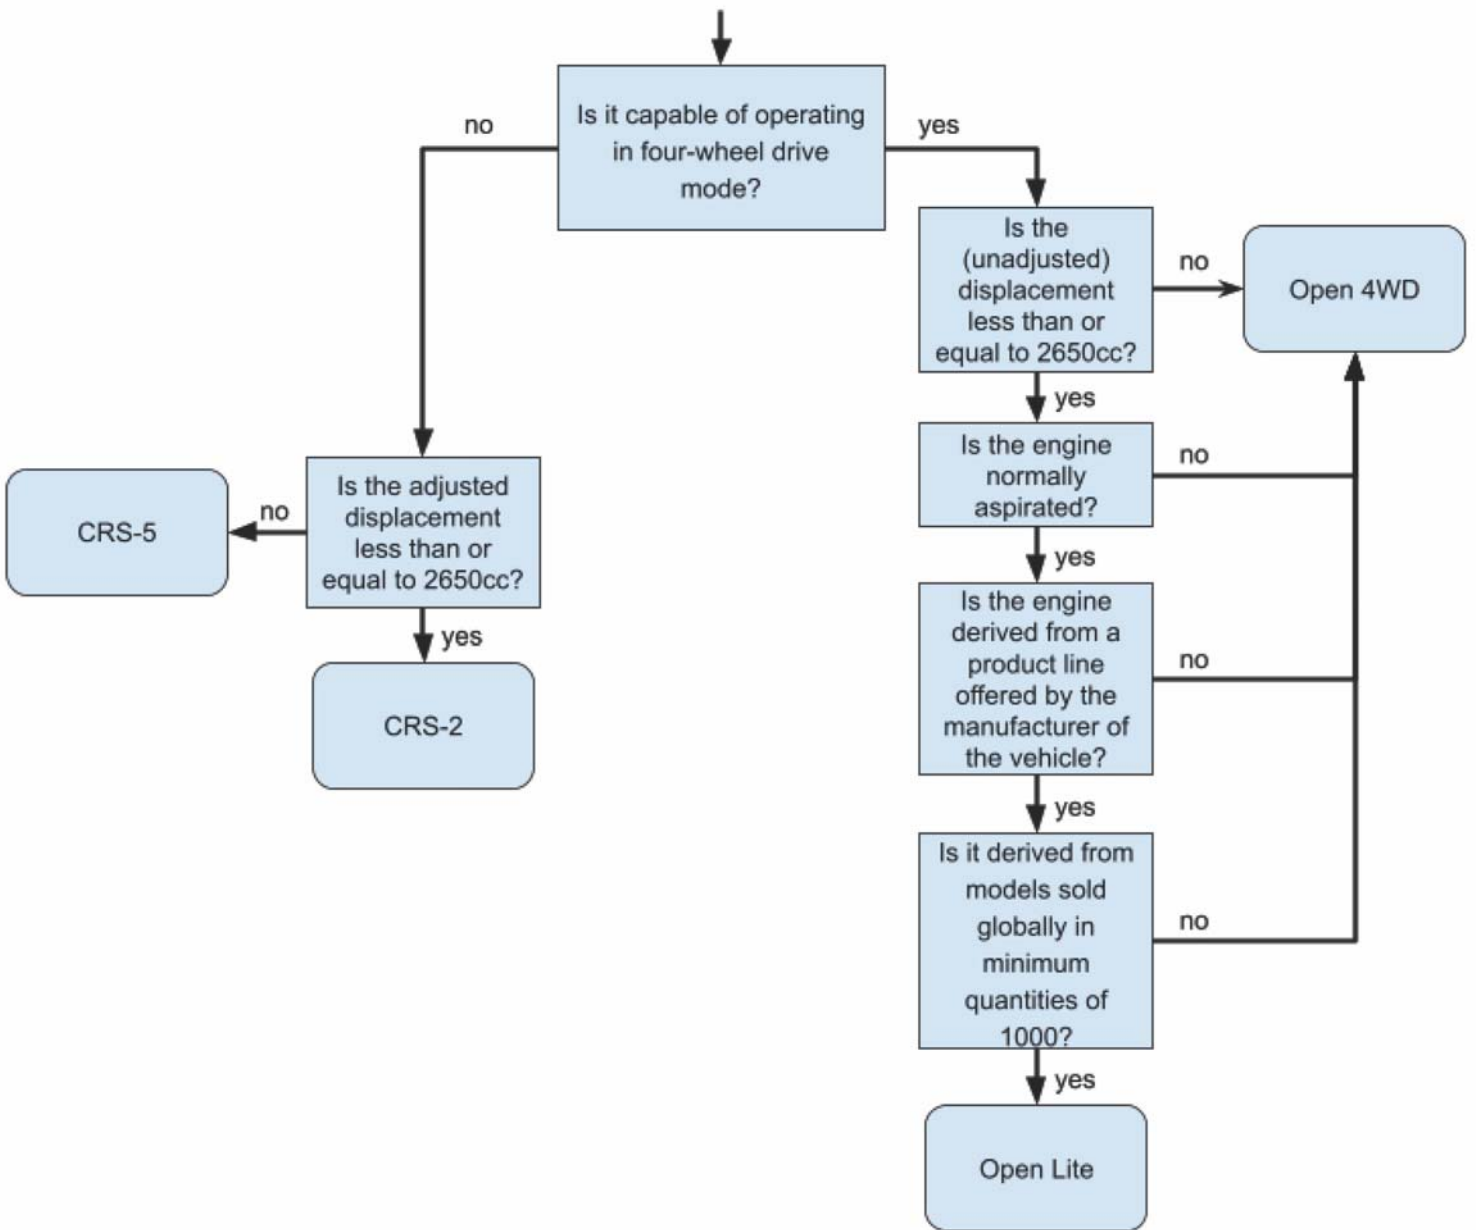 Is it capable of operating
in four-wheel drive
mode?
no
yes
Is the
(unadjusted)
displacement
less than or
equal to 2650cc?
no
Open 4WD
yes
Is the engine
normally
aspirated?
no
yes
Is the engine
derived from a
product line
offered by the
manufacturer of
the vehicle?
no
yes
Is it derived from
models sold
globally in
minimum
quantities of
1000?
no
yes
Open Lite
Is the adjusted
displacement
less than or
equal to 2650cc?
no
CRS-5
yes
CRS-2